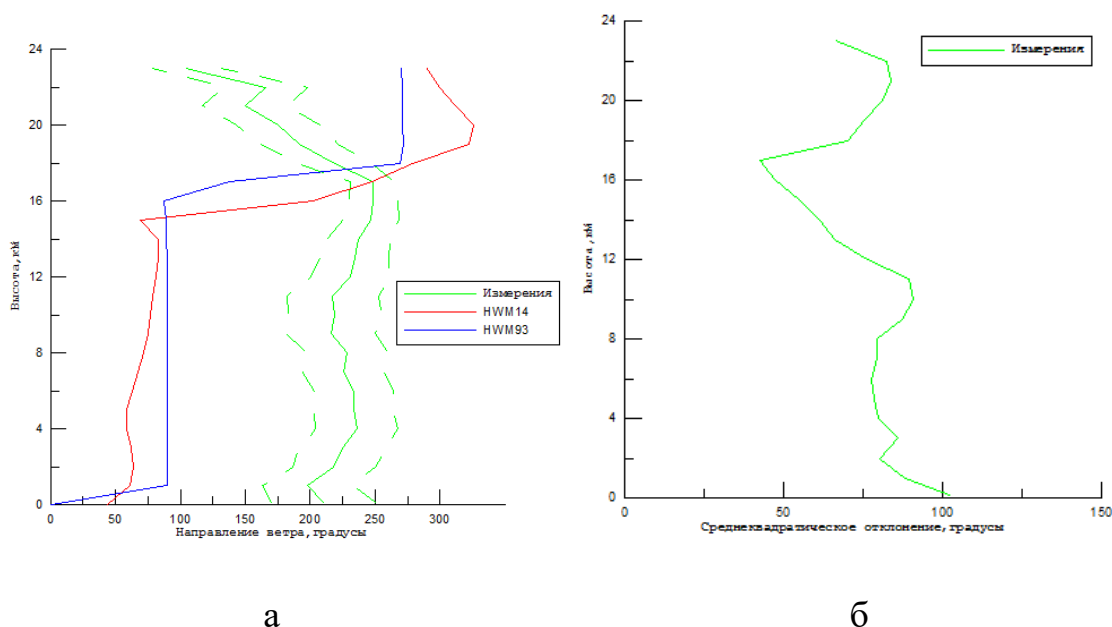 24
20
16
12
8
4
0
Высота,км
0
50
100
150
200
250
300
Направление ветра,градусы
Измерения
HWM14
HWM93
а
24
20
16
12
8
4
0
Высота,км
0
50
100
150
Среднеквадратическое отклонение,градусы
Измерения
б